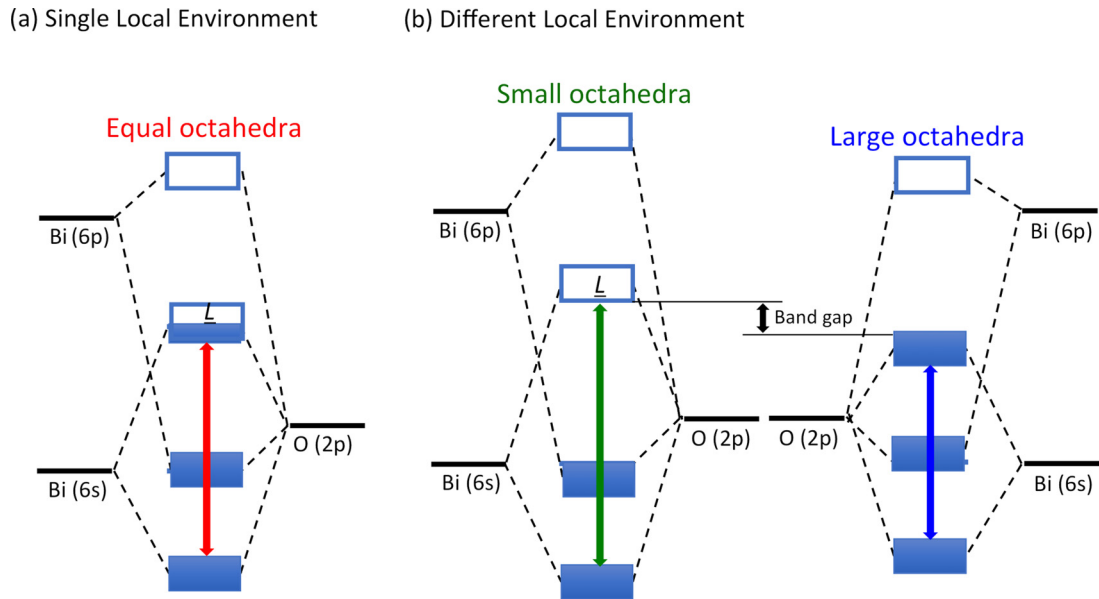 (a) Single Local Environment
(b) Different Local Environment
Equal octahedra
Bi (6p)
L
Bi (6s)
O (2p)
Small octahedra
Bi (6p)
L
Bi (6s)
O (2p)
Band gap
Large octahedra
Bi (6p)
O (2p)
Bi (6s)